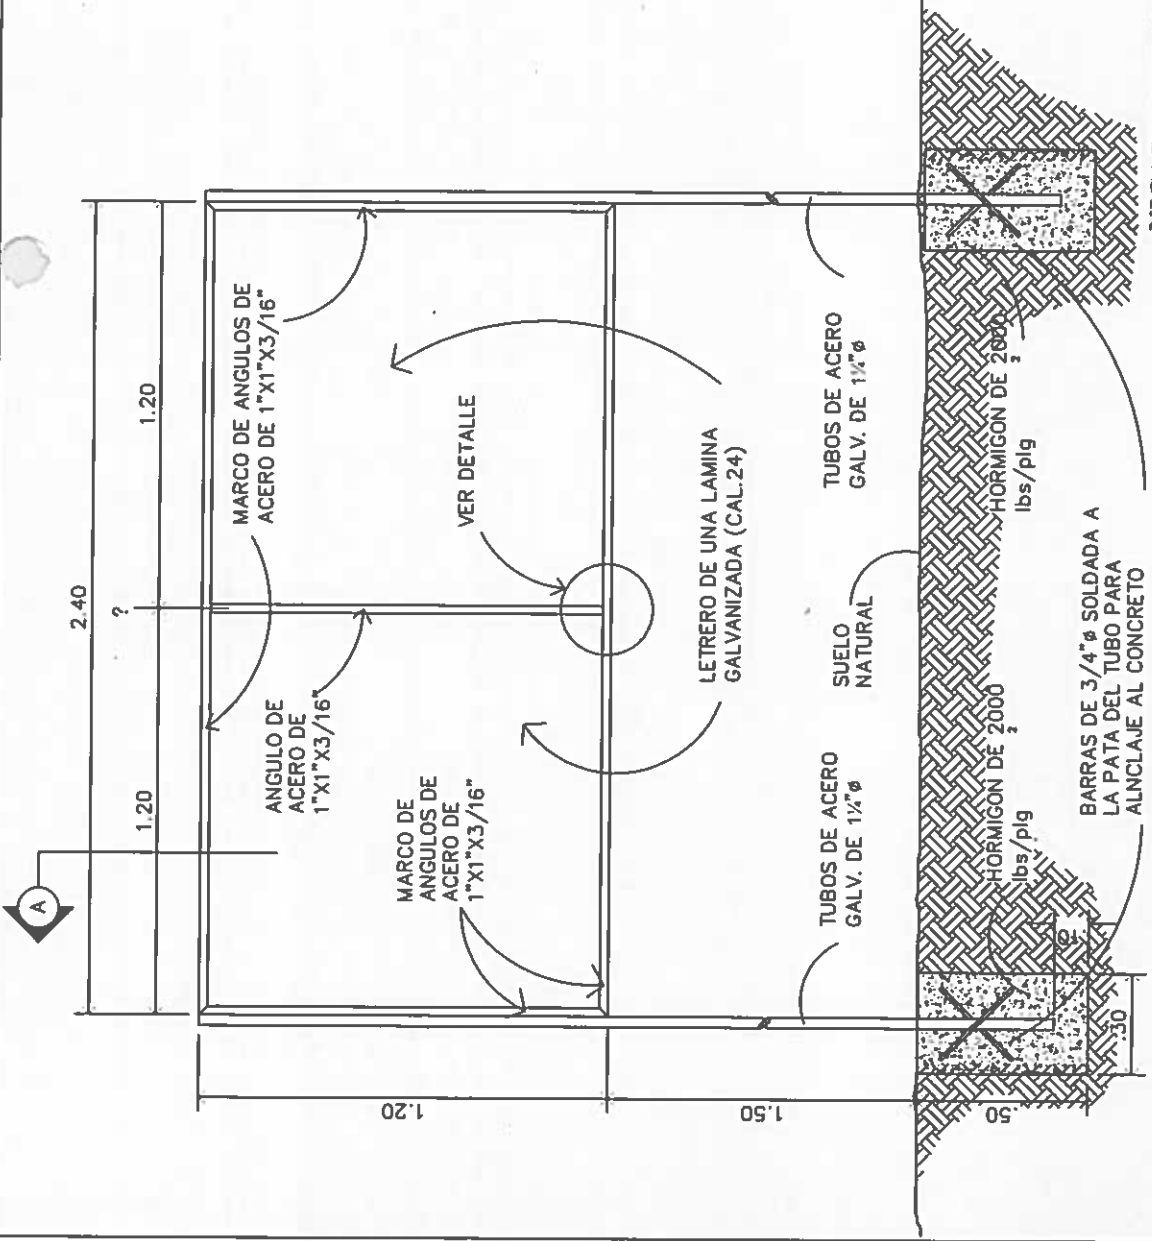 A
2.40
1.20
?
1.20
MARCO DE ANGULOS DE
ACERO DE 1"X1"X3/16"
ANGULO DE
ACERO DE
1"X1"X3/16"
MARCO DE
ANGULOS DE
ACERO DE
1"X1"X3/16"
VER DETALLE
LETRERO DE UNA LAMINA
GALVANIZADA (CAL.24)
TUBOS DE ACERO
GALV. DE 1¼"ø
TUBOS DE ACERO
GALV. DE 1¼"ø
SUELO
NATURAL
1.20
1.50
.50
HORMIGON DE 2000
2
lbs/plg
HORMIGON DE 2000
2
lbs/plg
.10
.30
BARRAS DE 3/4"ø SOLDADA A
LA PATA DEL TUBO PARA
ALNCLAJE AL CONCRETO